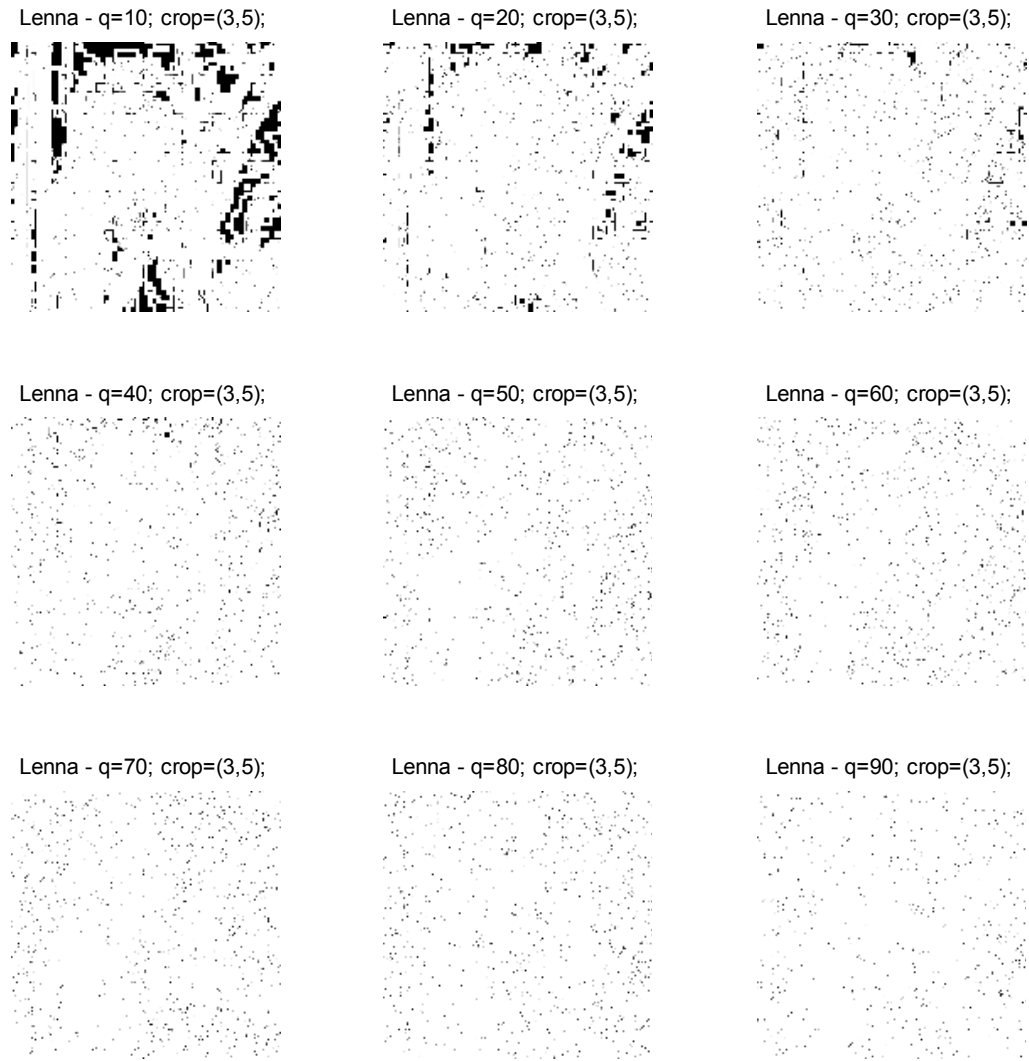 Lenna - q=10; crop=(3,5);
Lenna - q=20; crop=(3,5);
Lenna - q=30; crop=(3,5);
Lenna - q=40; crop=(3,5);
Lenna - q=50; crop=(3,5);
Lenna - q=60; crop=(3,5);
Lenna - q=70; crop=(3,5);
Lenna - q=80; crop=(3,5);
Lenna - q=90; crop=(3,5);